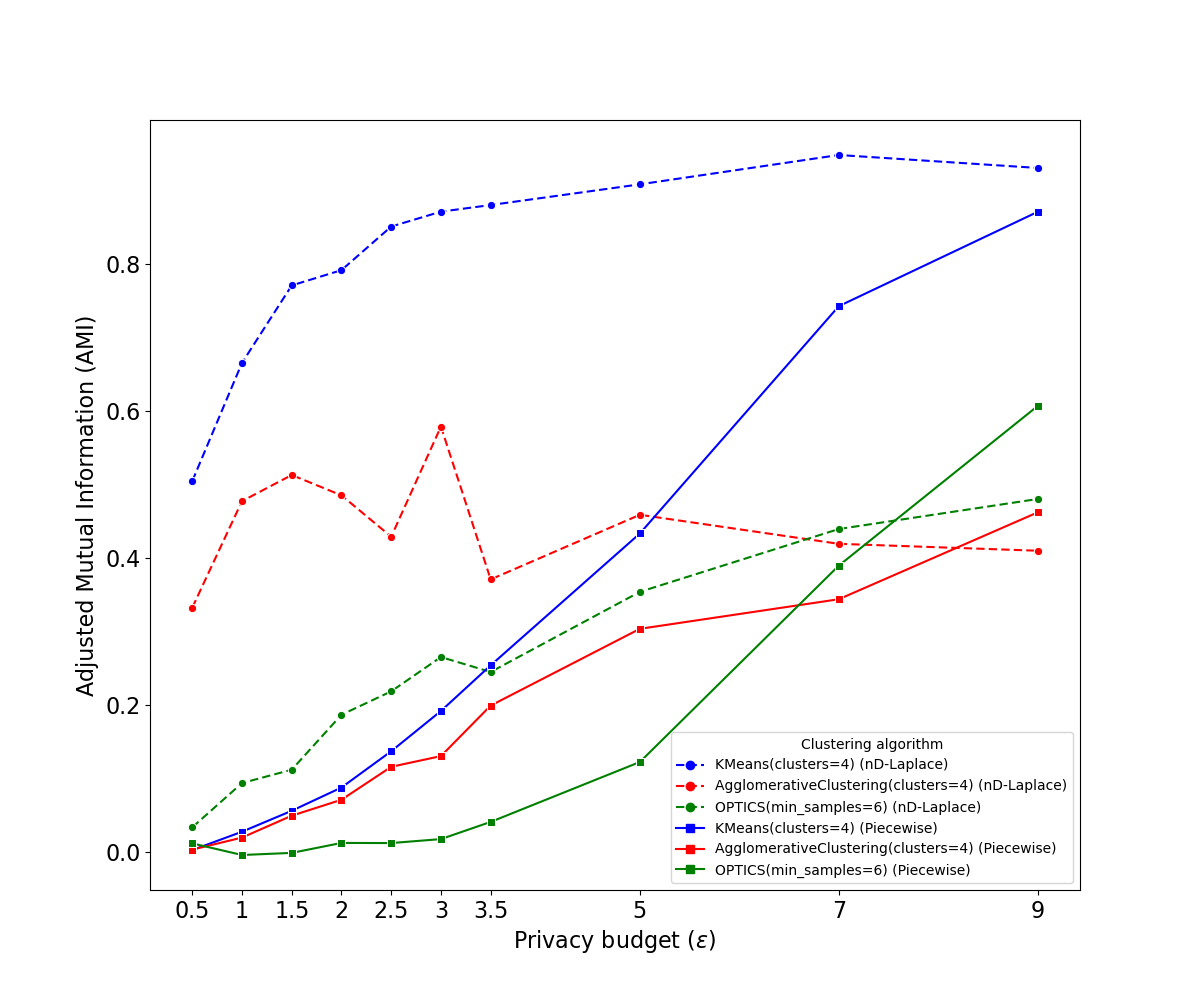 Adjusted Mutual Information (AMI)
0.8
0.6
0.4
0.2
0.0
Clustering algorithm
KMeans(clusters=4) (nD-Laplace)
AgglomerativeClustering(clusters=4) (nD-Laplace)
OPTICS(min_samples=6) (nD-Laplace)
KMeans(clusters=4) (Piecewise)
AgglomerativeClustering(clusters=4) (Piecewise)
OPTICS(min_samples=6) (Piecewise)
0.5 1 1.5 2 2.5 3 3.5 5 7 9
Privacy budget (ε)